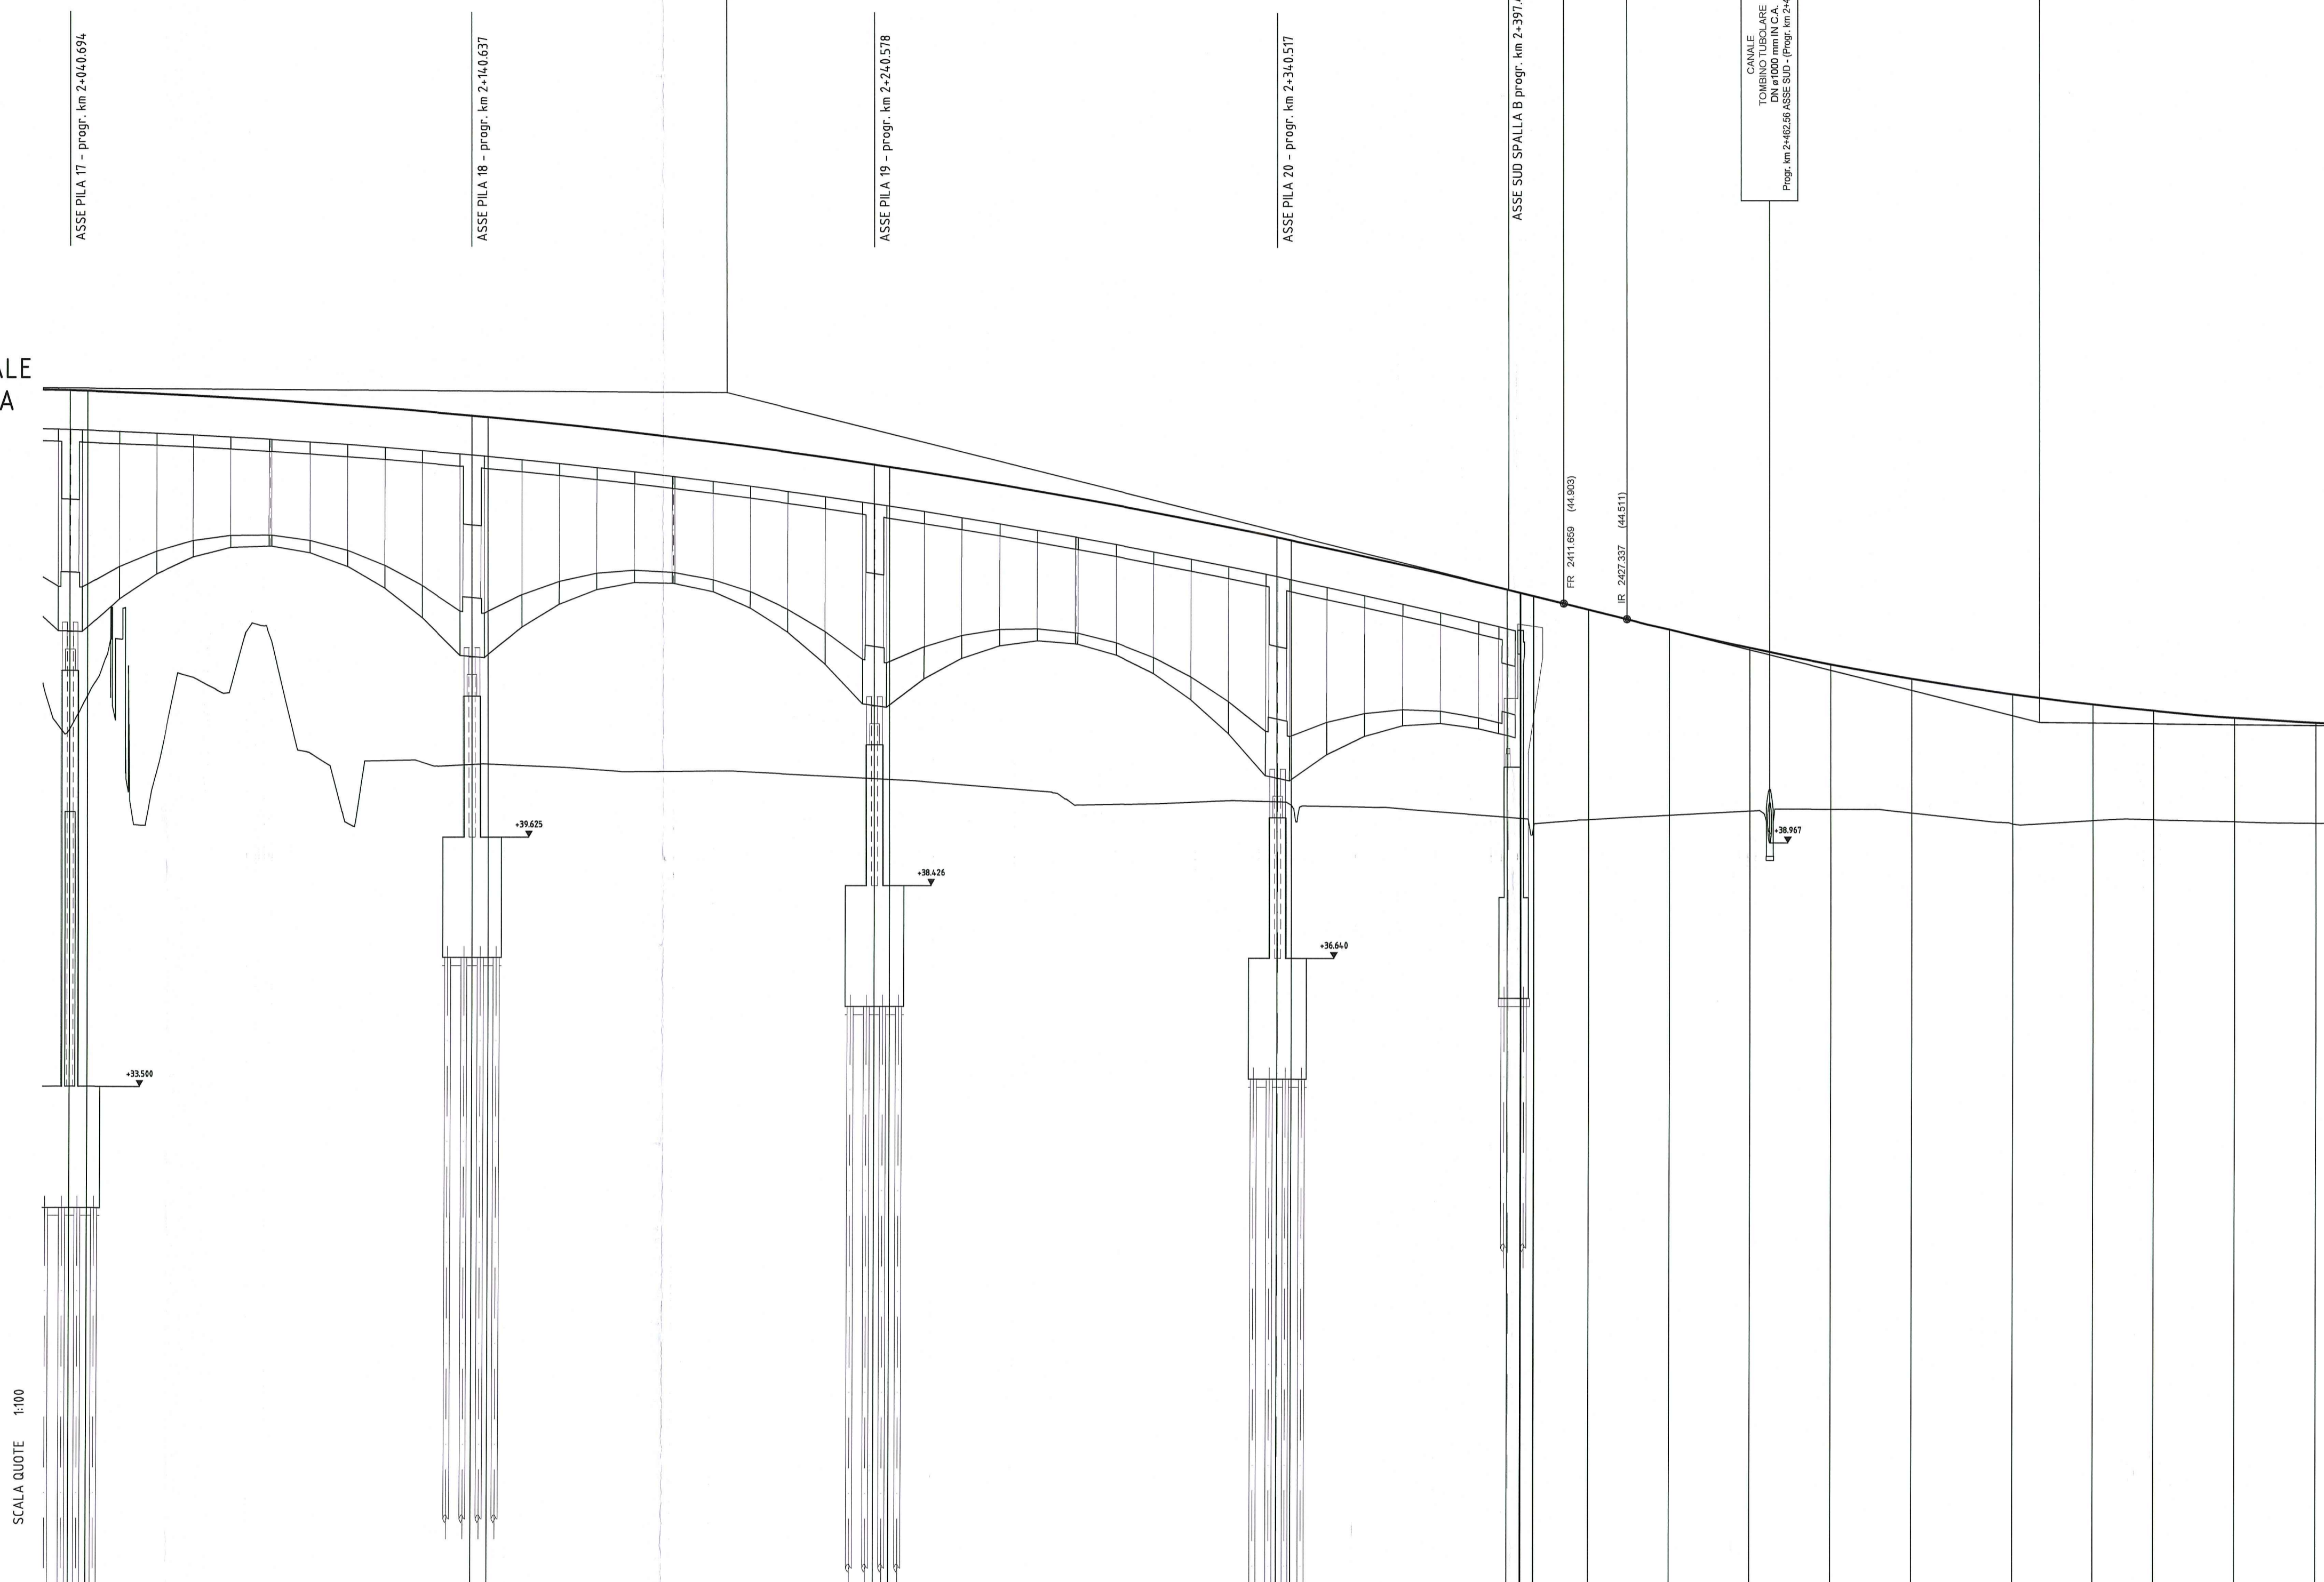 ASSE PILA 17 - progr. km 2+040.694
ASSE PILA 18 - progr. km 2+140.637
ASSE PILA 19 - progr. km 2+240.578
ASSE PILA 20 - progr. km 2+340.517
ASSE SUD SPALLA B progr. km 2+397.
CANALE
TOMBINO TUBOLARE
DN ø1000 mm IN C.A.
Progr. km 2+462.56 ASSE SUD - (Progr. km 2+4
ALE
A
FR 2411.659 (44.903)
IR 2427.337 (44.511)
+39.625
+38.967
+38.426
+36.640
+33.500
SCALA QUOTE 1:100